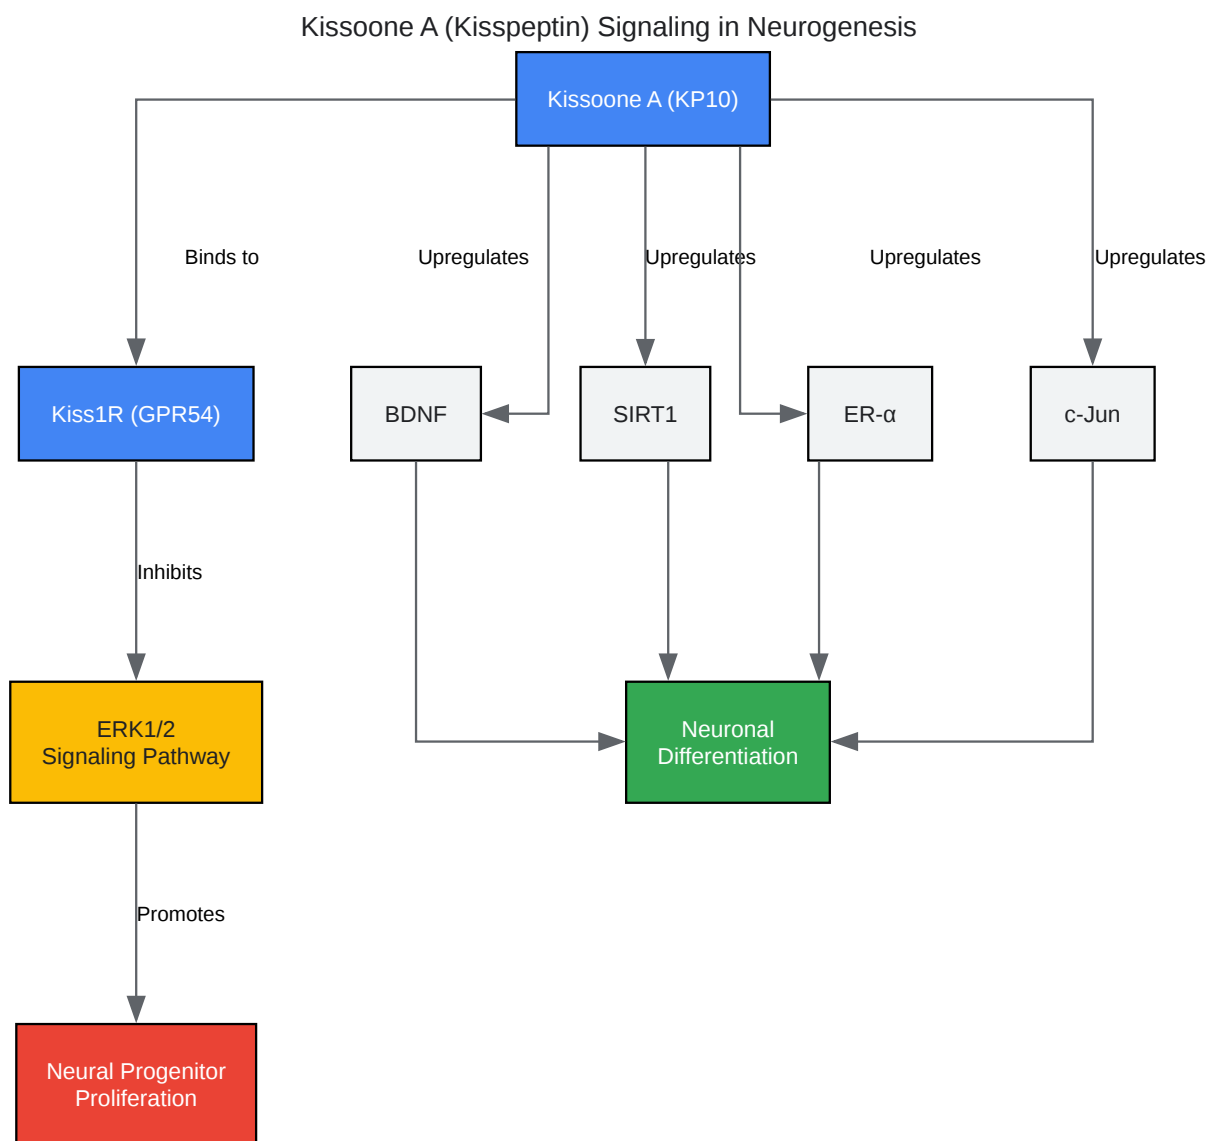 Kissoone A (Kisspeptin) Signaling in Neurogenesis
Kissoone A (KP10)
Binds to
Upregulates
Upregulates
Upregulates
Upregulates
Kiss1R (GPR54)
BDNF
SIRT1
ER-α
c-Jun
Inhibits
ERK1/2
Signaling Pathway
Neuronal
Differentiation
Promotes
Neural Progenitor
Proliferation